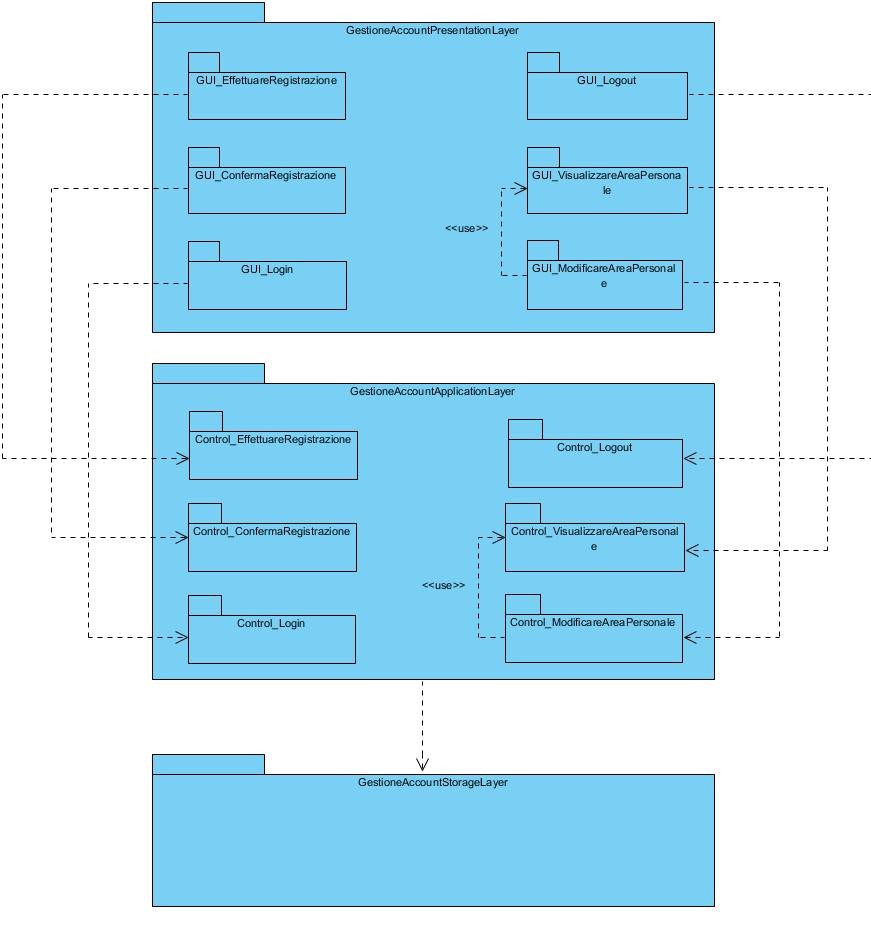 GestioneAccountPresentationLayer
GUI_EffettuareRegistrazione
GUI_Logout
GUI_ConfermaRegistrazione
GUI_VisualizzareAreaPersona
le
<<use>>
GUI_Login
GUI_ModificareAreaPersonal
e
GestioneAccountApplicationLayer
Control_EffettuareRegistrazione
Control_Logout
Control_ConfermaRegistrazione
Control_VisualizzareAreaPersonal
e
<<use>>
Control_Login
Control_ModificareAreaPersonale
GestioneAccountStorageLayer